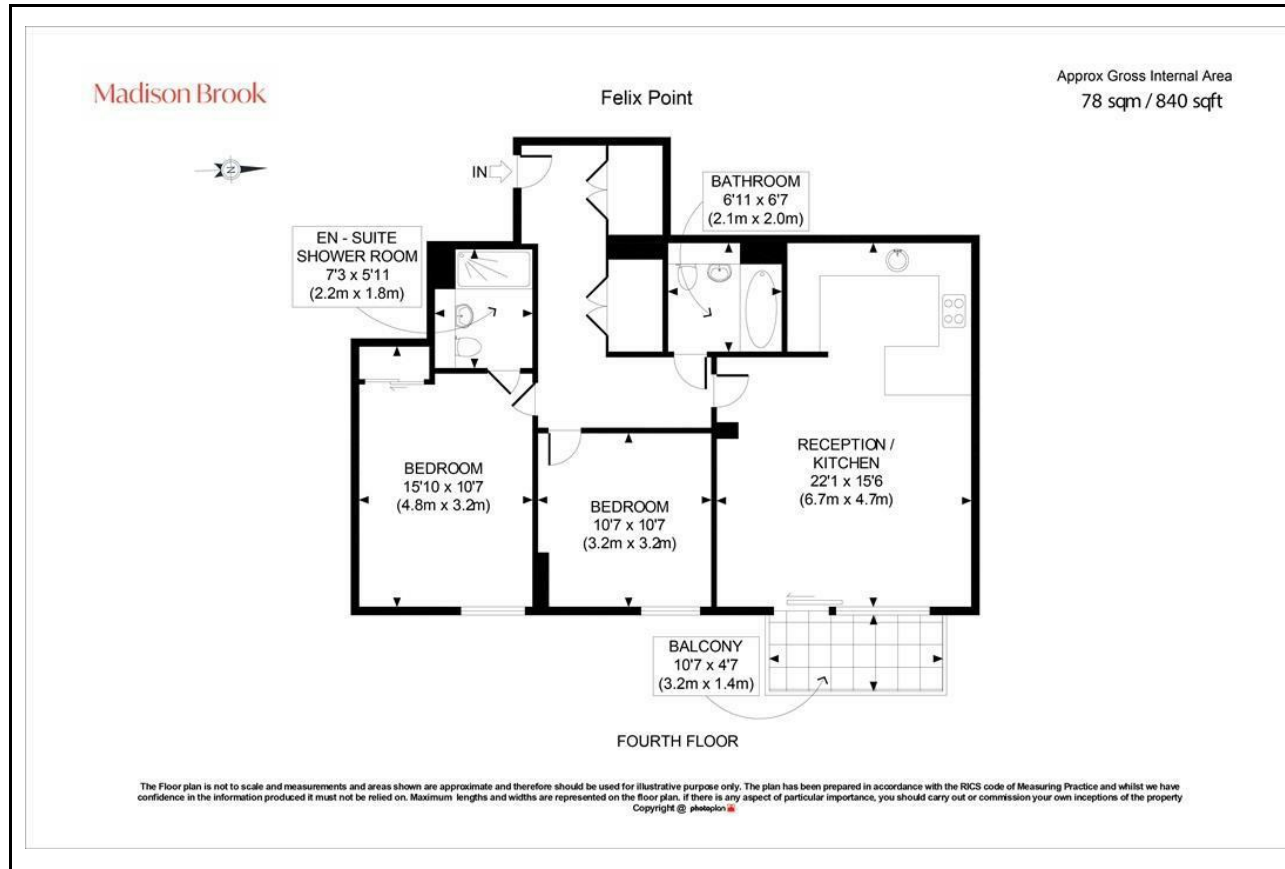 Madison Brook
Felix Point
Approx Gross Internal Area
78 sqm / 840 sqft
N
IN
BATHROOM
6'11 x 6'7
(2.1m x 2.0m)
EN - SUITE
SHOWER ROOM
7'3 x 5'11
(2.2m x 1.8m)
BEDROOM
15'10 x 10'7
(4.8m x 3.2m)
BEDROOM
10'7 x 10'7
(3.2m x 3.2m)
RECEPTION /
KITCHEN
22'1 x 15'6
(6.7m x 4.7m)
BALCONY
10'7 x 4'7
(3.2m x 1.4m)
FOURTH FLOOR
The Floor plan is not to scale and measurements and areas shown are approximate and therefore should be used for illustrative purpose only. The plan has been prepared in accordance with the RICS code of Measuring Practice and whilst we have
confidence in the information produced it must not be relied on. Maximum lengths and widths are represented on the floor plan. if there is any aspect of particular importance, you should carry out or commission your own inceptions of the property
Copyright @ photoplan